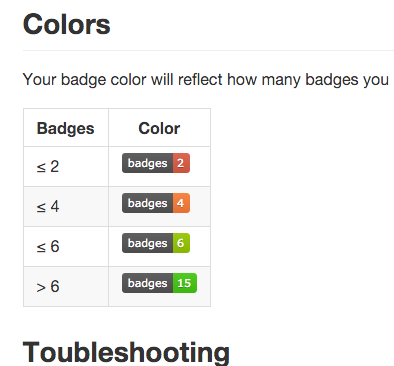 Colors
Your badge color will reflect how many badges you
Badges Color
≤ 2 badges 2
≤ 4 badges 4
≤ 6 badges 6
> 6 badges 15
Toubleshooting